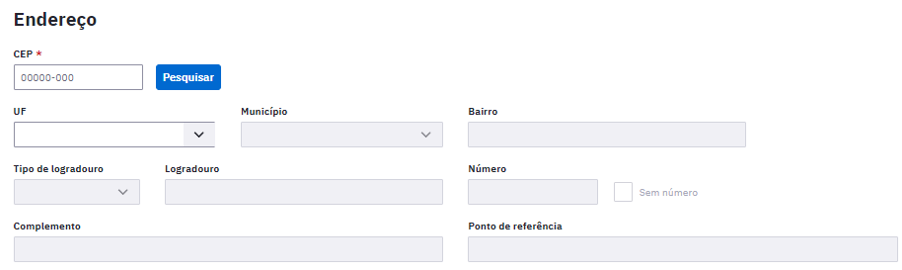 Endereço
CEP *
00000-000 Pesquisar
UF Município Bairro
Tipo de logradouro Logradouro Número
Sem número
Complemento Ponto de referência